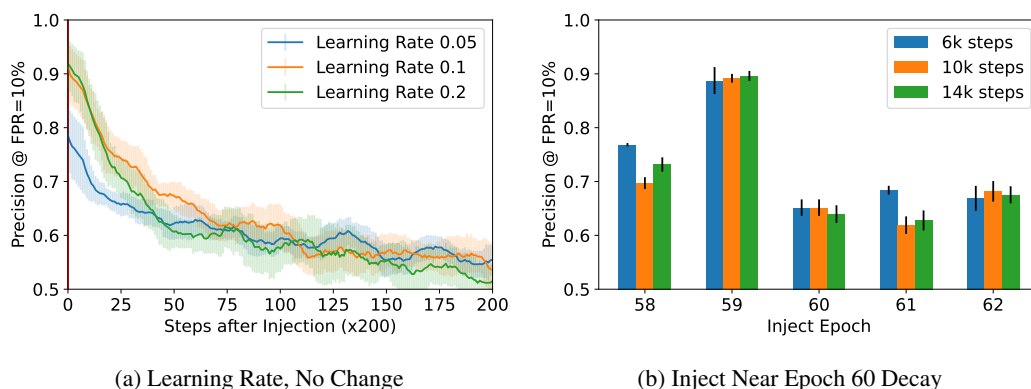 Precision @ FPR=10%
1.0
0.9
0.8
0.7
0.6
0.5
Learning Rate 0.05
Learning Rate 0.1
Learning Rate 0.2
0 25 50 75 100 125 150 175 200
Steps after Injection (x200)
(a) Learning Rate, No Change
Precision @ FPR=10%
1.0
0.9
0.8
0.7
0.6
0.5
6k steps
10k steps
14k steps
58 59 60 61 62
Inject Epoch
(b) Inject Near Epoch 60 Decay